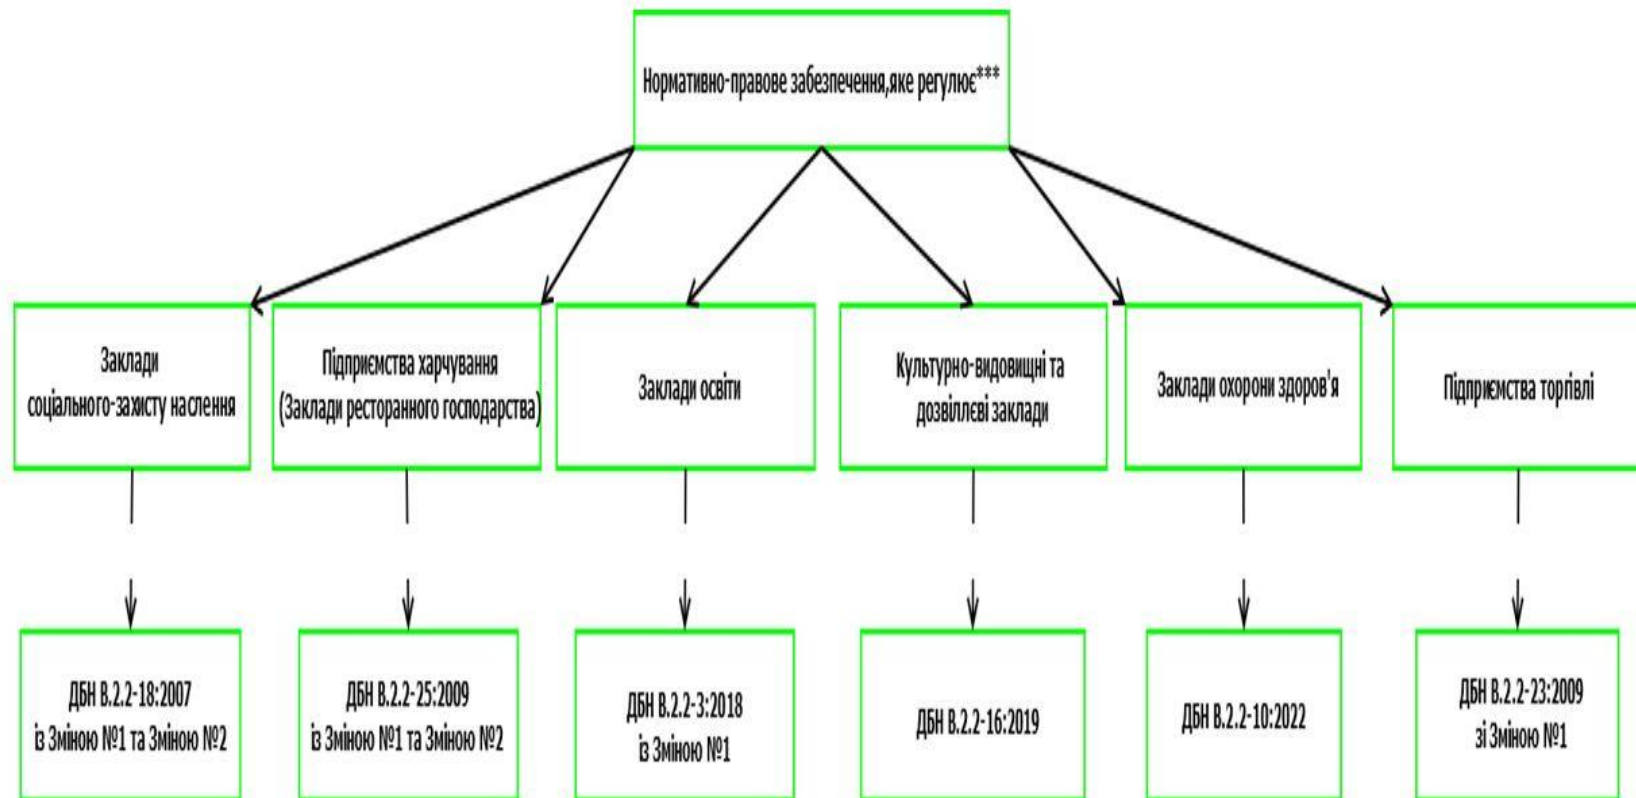 Нормативно-правове забезпечення,яке регулює***
Заклади
соціального-захисту наслення
Підприємства харчування
(Заклади ресторанного господарства)
Заклади освіти
Культурно-видовищні та
дозвіллєві заклади
Заклади охорони здоров'я
Підприємства торгівлі
ДБН В.2.2-18:2007
із Зміною №1 та Зміною №2
ДБН В.2.2-25:2009
із Зміною №1 та Зміною №2
ДБН В.2.2-3:2018
із Зміною №1
ДБН В.2.2-16:2019
ДБН В.2.2-10:2022
ДБН В.2.2-23:2009
зі Зміною №1